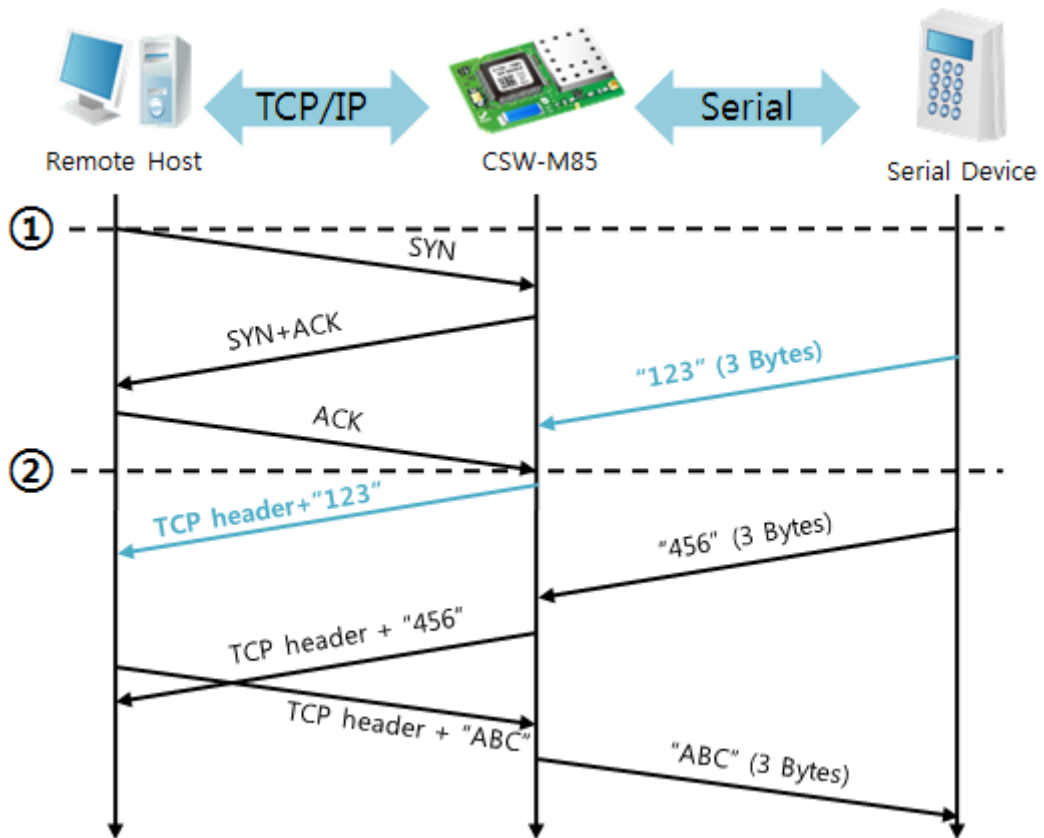 TCP/IP
Serial
Remote Host
CSW-M85
Serial Device
①
SYN
SYN+ACK
"123" (3 Bytes)
ACK
②
TCP header+"123"
"456" (3 Bytes)
TCP header + "456"
TCP header + "ABC"
"ABC" (3 Bytes)